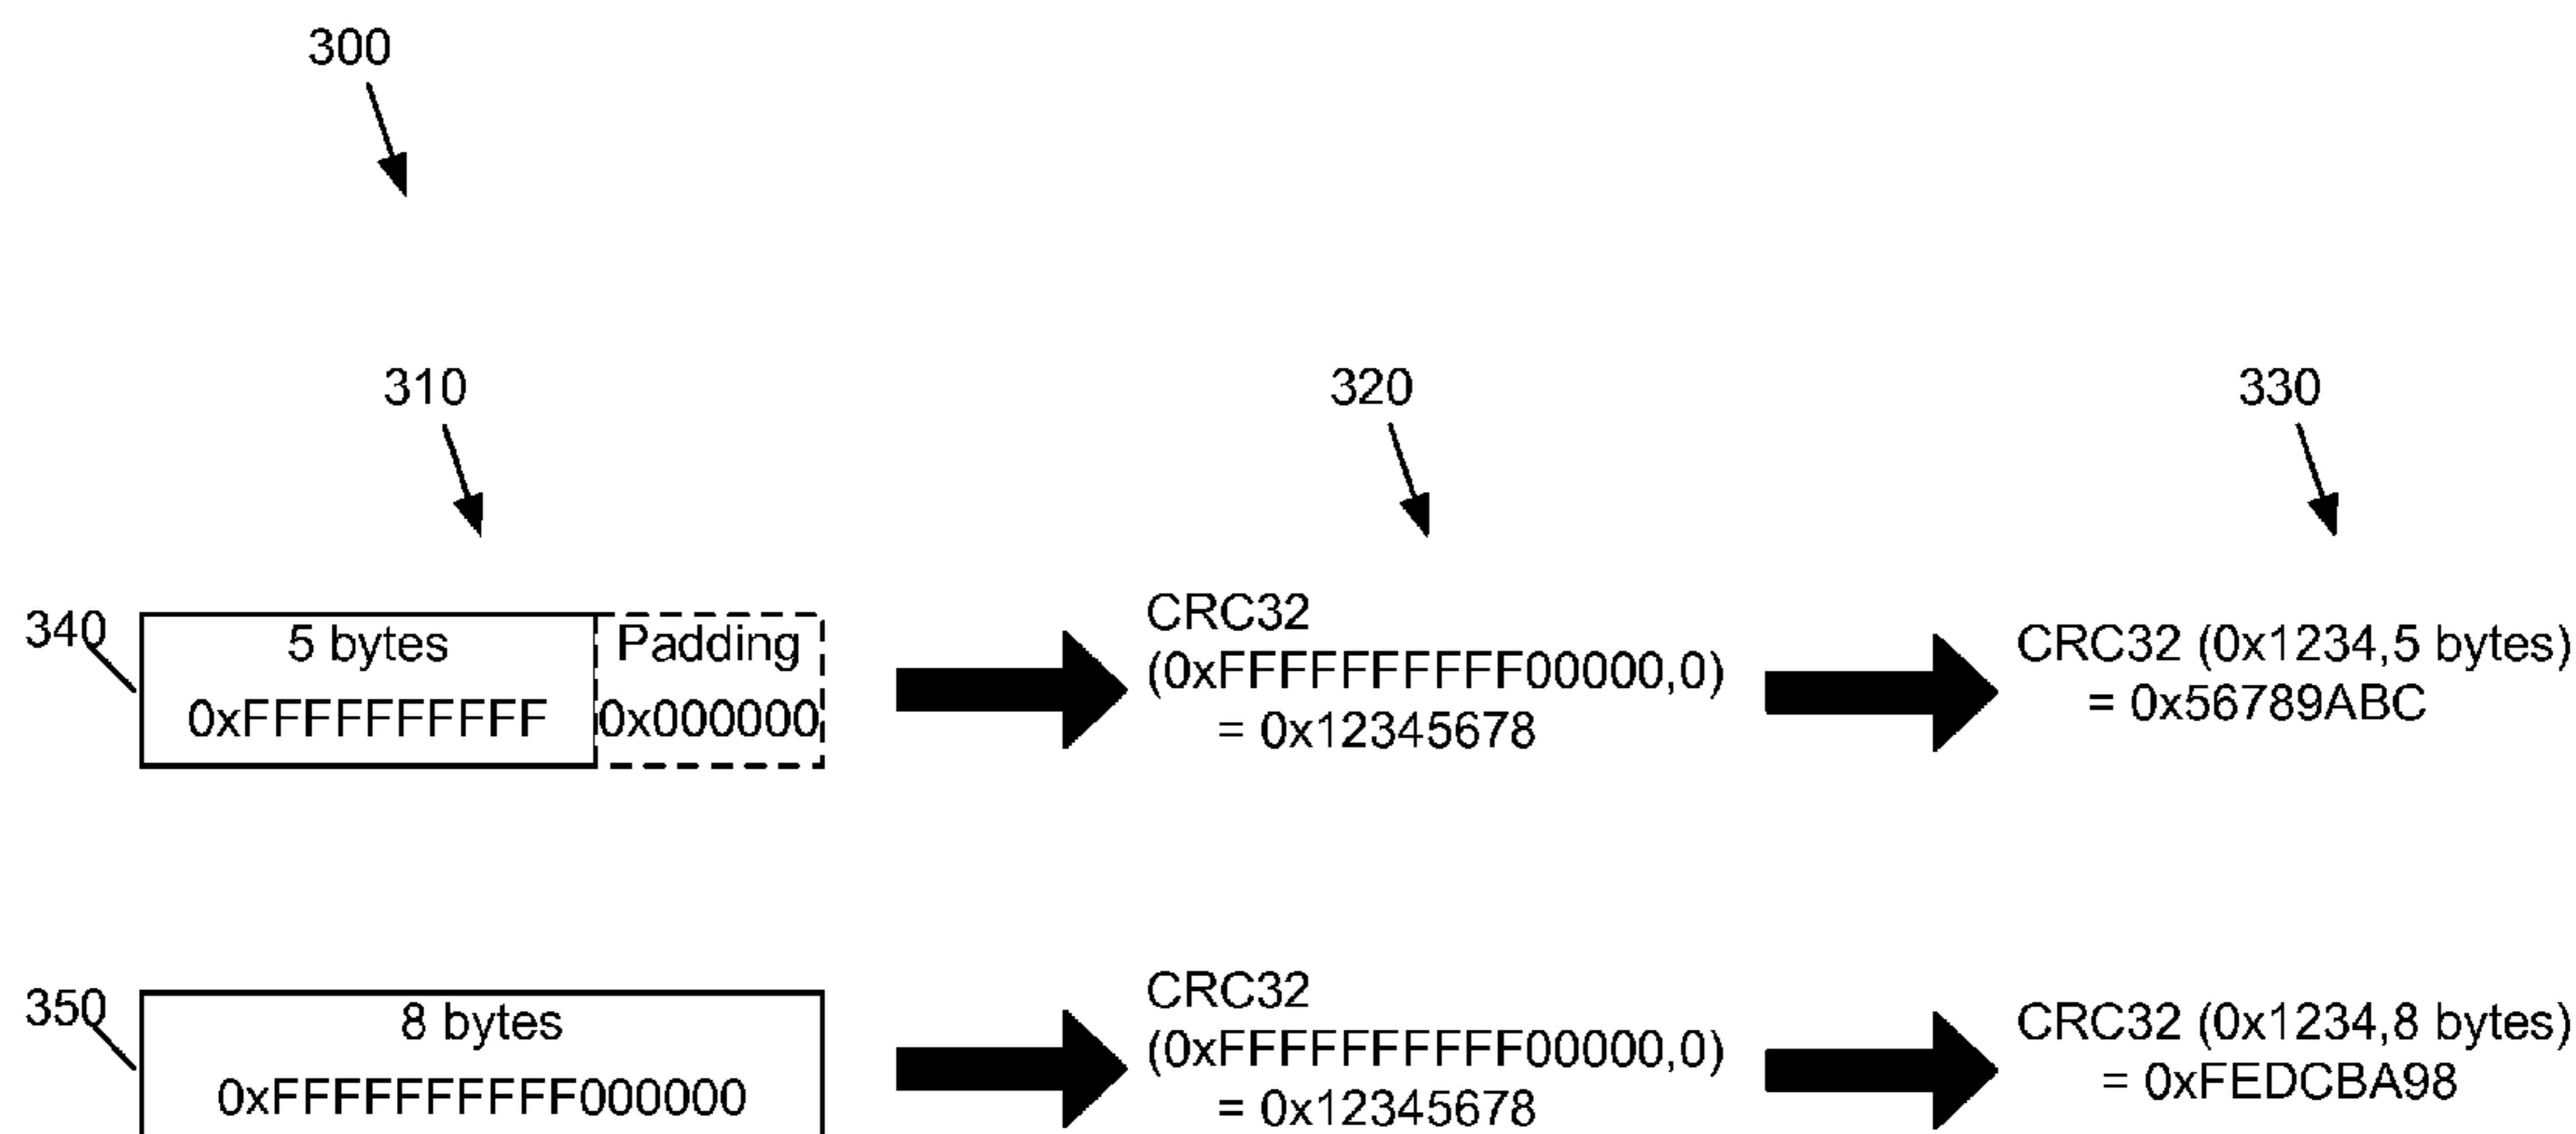 300
310
320
330
340
5 bytes
Padding
0xFFFFFFFFFF
0x000000
CRC32
(0xFFFFFFFFFF00000,0)
= 0x12345678
CRC32 (0x1234,5 bytes)
= 0x56789ABC
350
8 bytes
0xFFFFFFFFFF000000
CRC32
(0xFFFFFFFFFF00000,0)
= 0x12345678
CRC32 (0x1234,8 bytes)
= 0xFEDCBA98